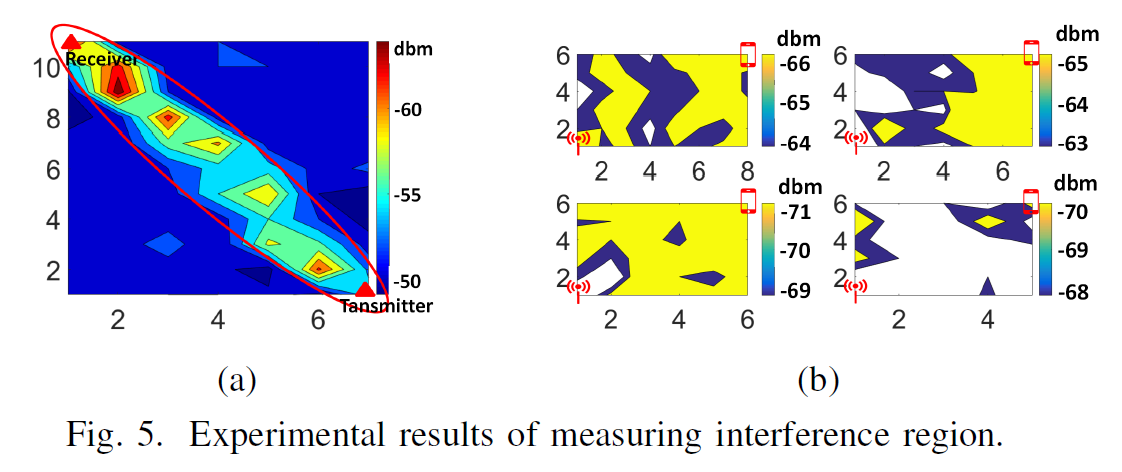 dbm
Receiver
10
8
6
4
2
-60
-55
-50
Tansmitter
2 4 6
(a)
dbm
6
4
2
2 4 6 8
-66
-65
-64
dbm
6
4
2
2 4 6
-65
-64
-63
dbm
6
4
2
2 4 6
-71
-70
-69
dbm
6
4
2
2 4
-70
-69
-68
(b)
Fig. 5. Experimental results of measuring interference region.